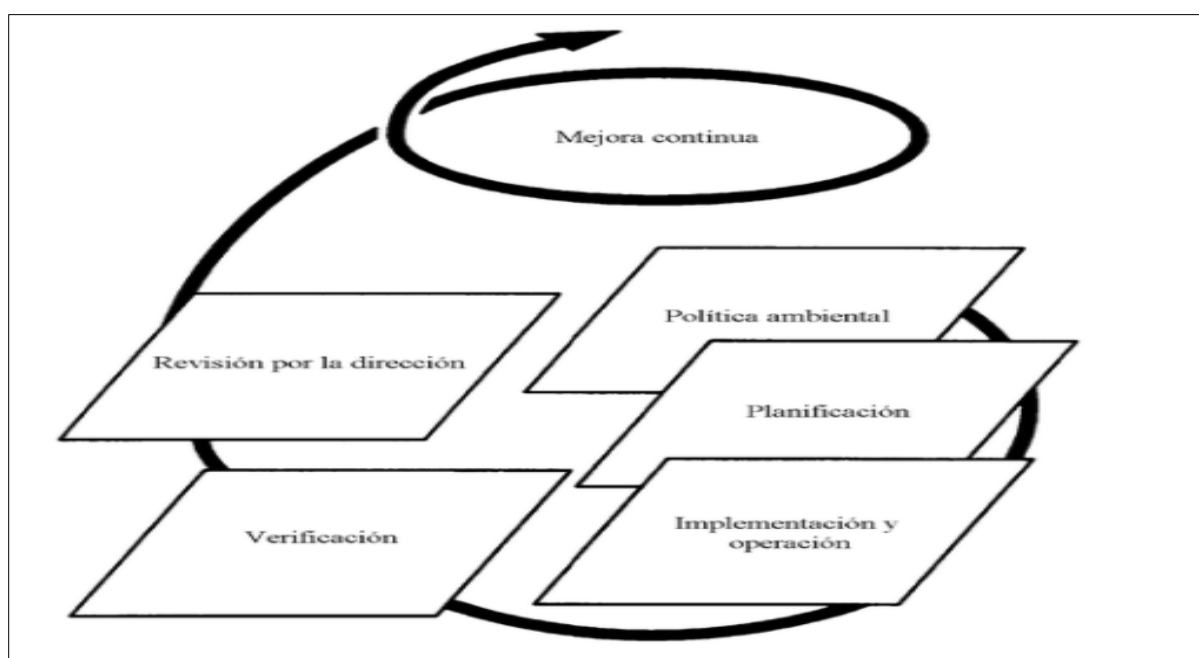 Mejora continua
Política ambiental
Revisión por la dirección
Planificación
Implementación y
operación
Verificación